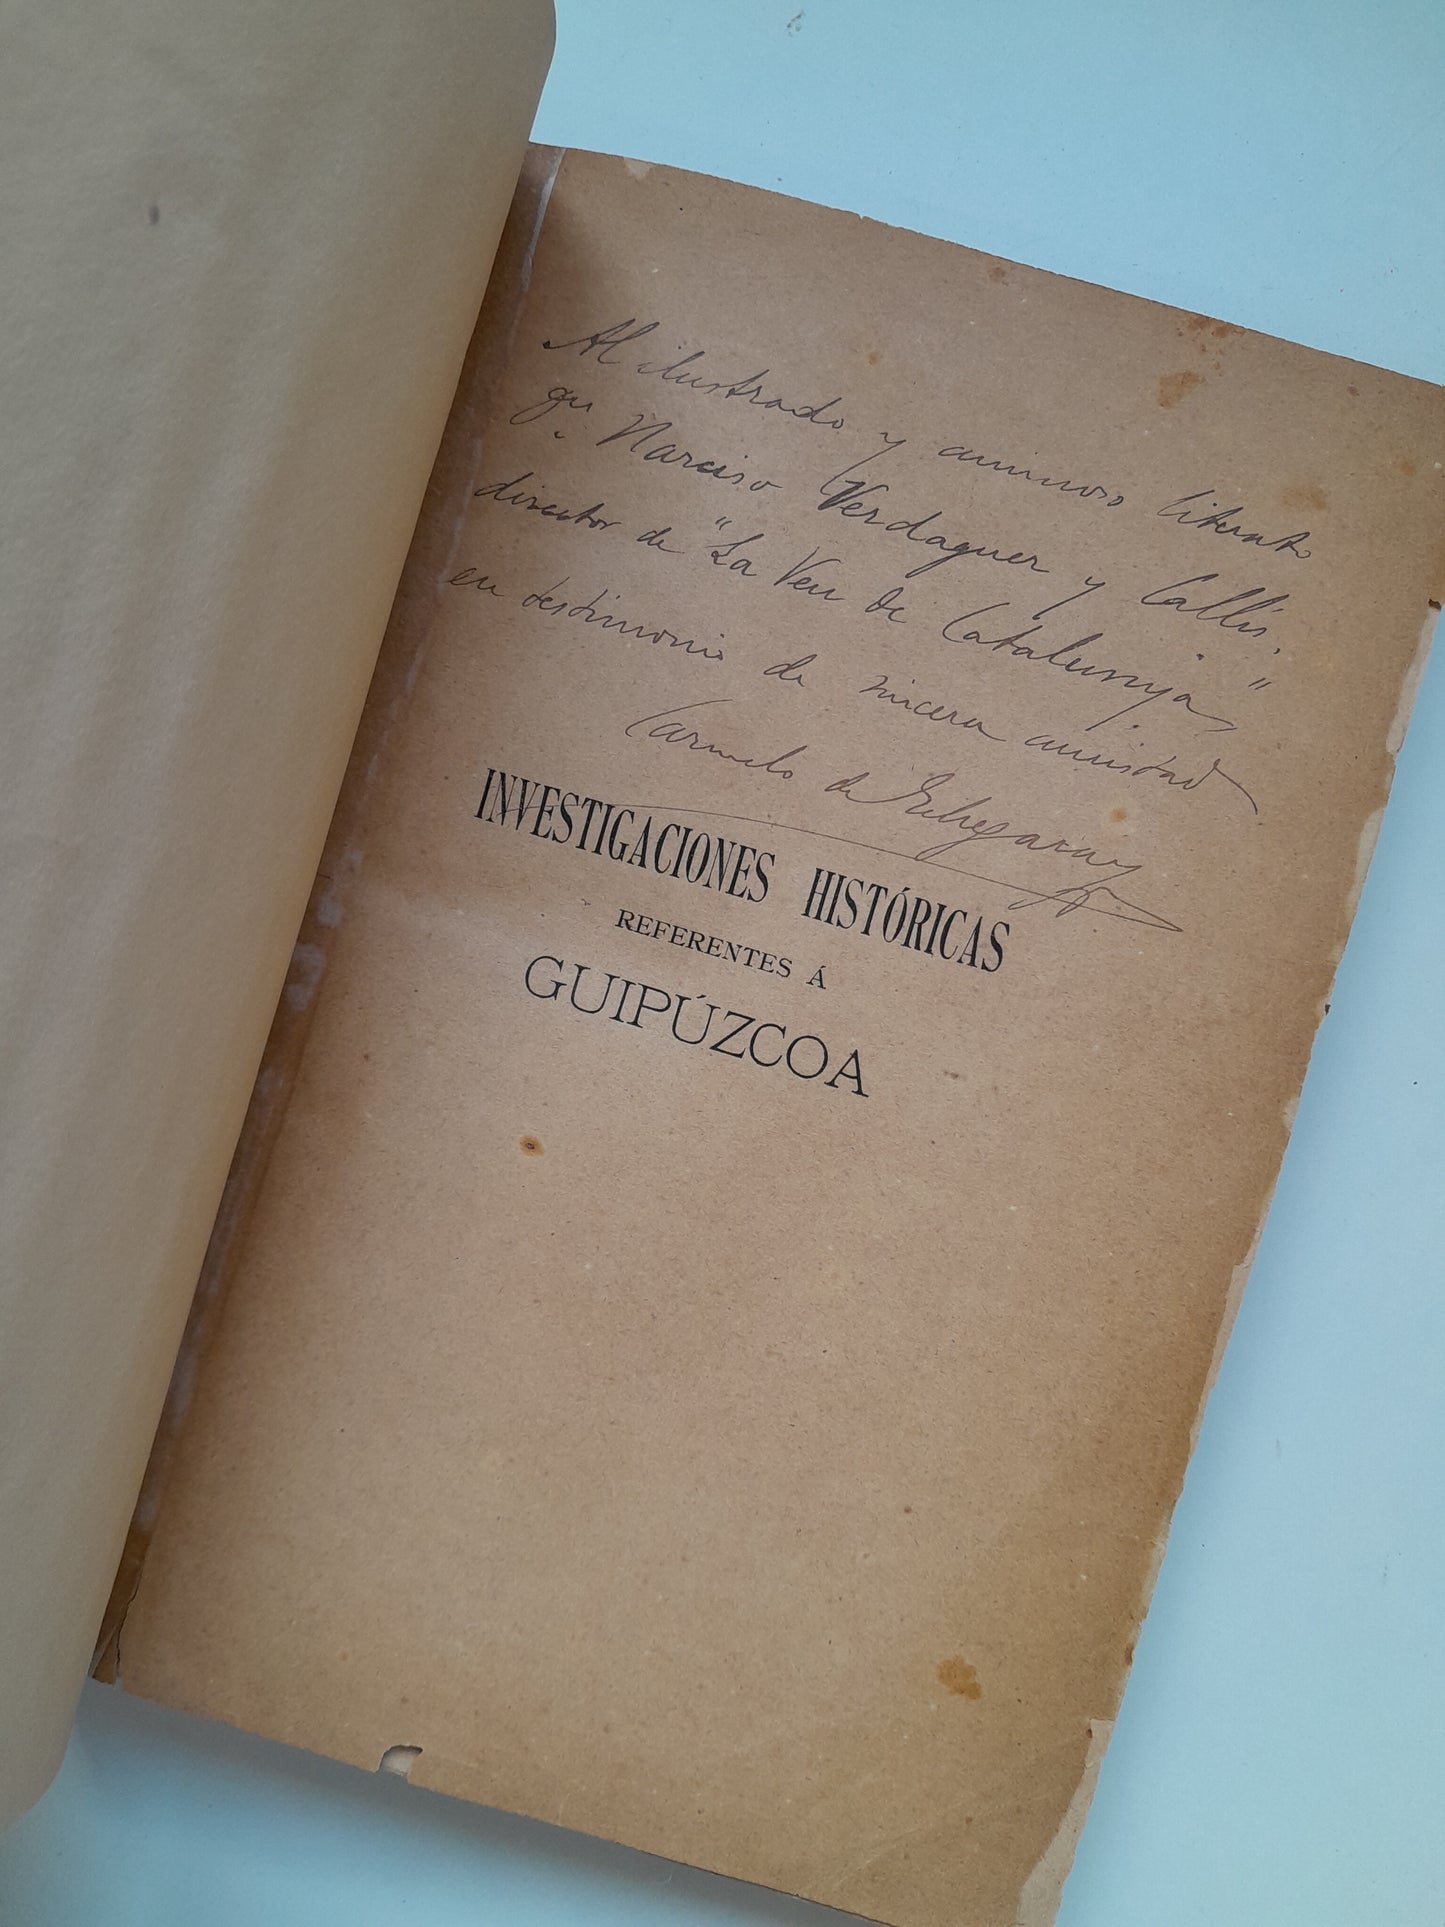 Al ilustrado y animoso literato
Narciso Verdaguer y Callís,
director de "La Veu de Catalunya,"
en testimonio de sincera amistad
Carmelo de Echegaray
INVESTIGACIONES HISTÓRICAS
REFERENTES Á
GUIPÚZCOA